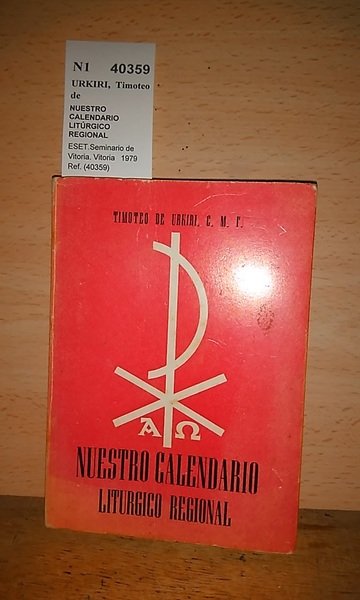 N1 40359
URKIRI, Timoteo
de
NUESTRO
CALENDARIO
LITÚRGICO
REGIONAL
ESET.Seminario de
Vitoria. Vitoria 1979
Ref. (40359)
TIMOTEO DE URKIRI, C. M. F.
Α Ω
NUESTRO CALENDARIO
LITURGICO REGIONAL